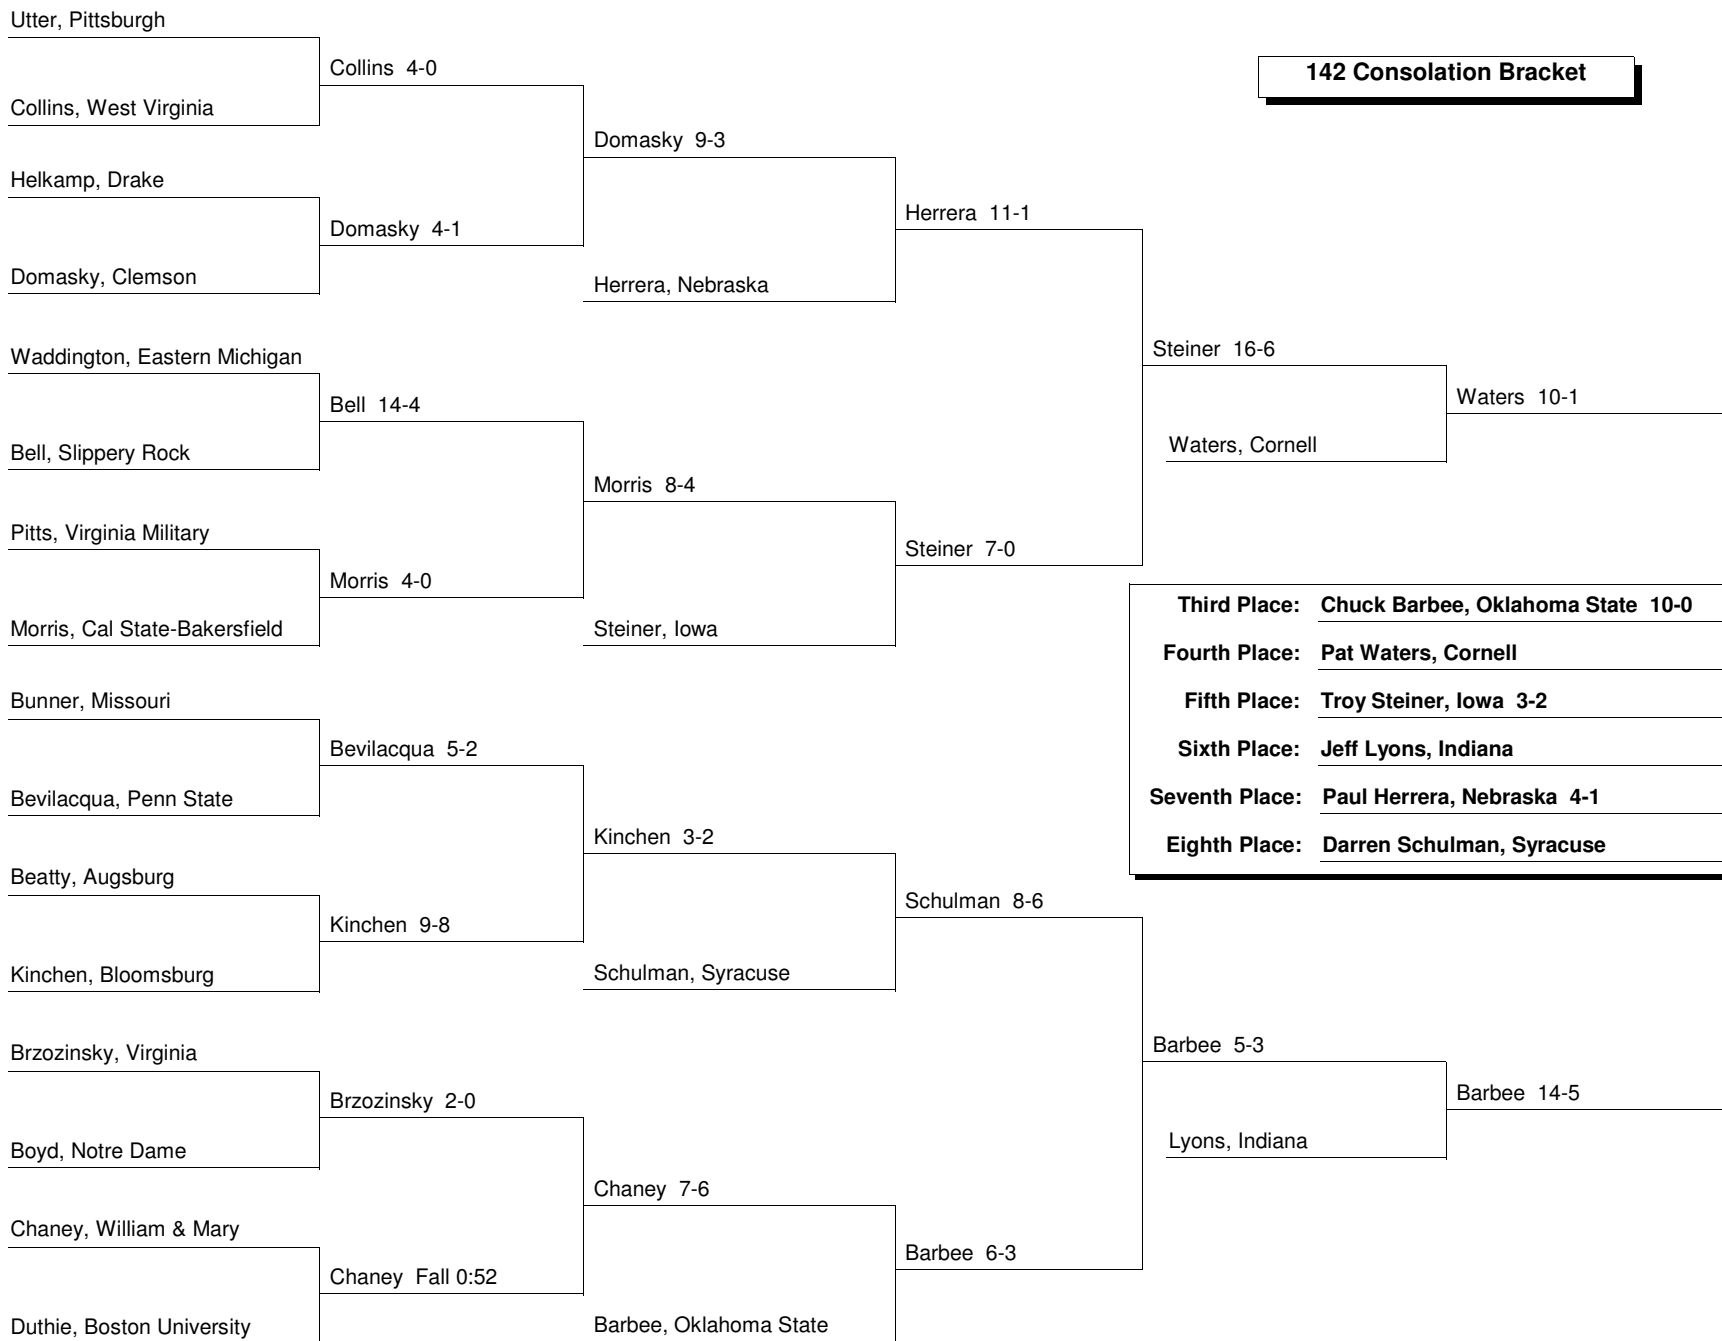 142 Consolation Bracket
Utter, Pittsburgh
Collins, West Virginia
Helkamp, Drake
Domasky, Clemson
Waddington, Eastern Michigan
Bell, Slippery Rock
Pitts, Virginia Military
Morris, Cal State-Bakersfield
Bunner, Missouri
Bevilacqua, Penn State
Beatty, Augsburg
Kinchen, Bloomsburg
Brzozinsky, Virginia
Boyd, Notre Dame
Chaney, William & Mary
Duthie, Boston University
Collins 4-0
Domasky 4-1
Bell 14-4
Morris 4-0
Bevilacqua 5-2
Kinchen 9-8
Brzozinsky 2-0
Chaney Fall 0:52
Domasky 9-3
Herrera, Nebraska
Morris 8-4
Steiner, Iowa
Kinchen 3-2
Schulman, Syracuse
Chaney 7-6
Barbee, Oklahoma State
Herrera 11-1
Steiner 7-0
Schulman 8-6
Barbee 6-3
Steiner 16-6
Waters, Cornell
Barbee 5-3
Lyons, Indiana
Waters 10-1
Barbee 14-5
Third Place: Chuck Barbee, Oklahoma State 10-0
Fourth Place: Pat Waters, Cornell
Fifth Place: Troy Steiner, Iowa 3-2
Sixth Place: Jeff Lyons, Indiana
Seventh Place: Paul Herrera, Nebraska 4-1
Eighth Place: Darren Schulman, Syracuse